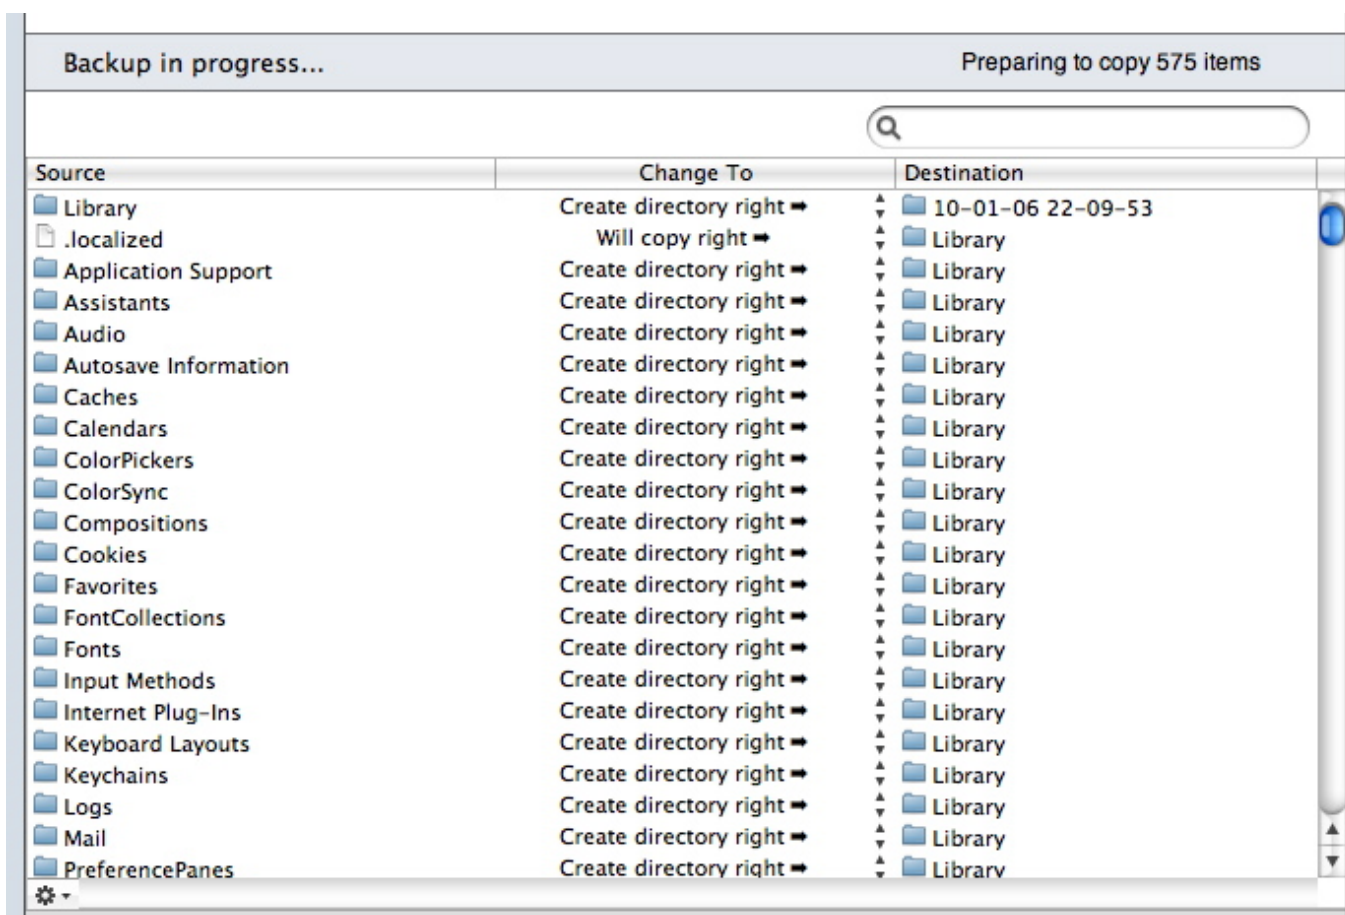 Backup in progress... Preparing to copy 575 items
Source Change To Destination
Library Create directory right ➡ 10-01-06 22-09-53
.localized Will copy right ➡ Library
Application Support Create directory right ➡ Library
Assistants Create directory right ➡ Library
Audio Create directory right ➡ Library
Autosave Information Create directory right ➡ Library
Caches Create directory right ➡ Library
Calendars Create directory right ➡ Library
ColorPickers Create directory right ➡ Library
ColorSync Create directory right ➡ Library
Compositions Create directory right ➡ Library
Cookies Create directory right ➡ Library
Favorites Create directory right ➡ Library
FontCollections Create directory right ➡ Library
Fonts Create directory right ➡ Library
Input Methods Create directory right ➡ Library
Internet Plug-Ins Create directory right ➡ Library
Keyboard Layouts Create directory right ➡ Library
Keychains Create directory right ➡ Library
Logs Create directory right ➡ Library
Mail Create directory right ➡ Library
PreferencePanes Create directory right ➡ Library